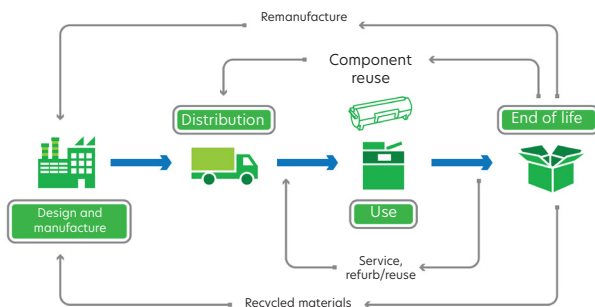 Remanufacture
Component
reuse
Distribution
End of life
Design and
manufacture
Use
Service,
refurb/reuse
Recycled materials